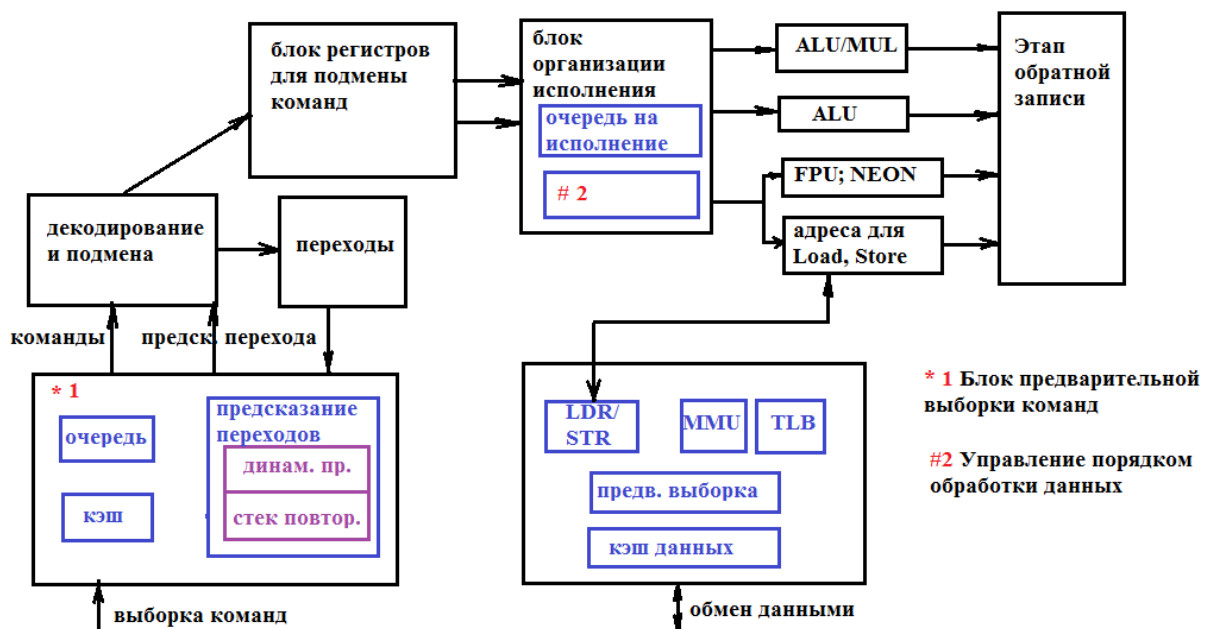 блок регистров
для подмены
команд
блок
организации
исполнения
очередь на
исполнение
# 2
ALU/MUL
ALU
FPU; NEON
адреса для
Load, Store
Этап
обратной
записи
декодирование
и подмена
переходы
команды
предск. перехода
* 1
очередь
кэш
предсказание
переходов
динам. пр.
стек повтор.
выборка команд
LDR/
STR
MMU
TLB
предв. выборка
кэш данных
обмен данными
* 1 Блок предварительной
выборки команд
#2 Управление порядком
обработки данных